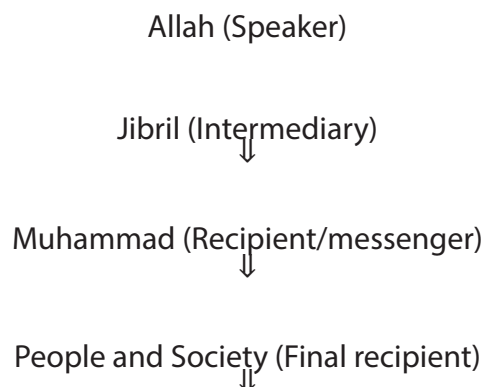 Allah (Speaker)
Jibril (Intermediary)
⇓
Muhammad (Recipient/messenger)
⇓
People and Society (Final recipient)
⇓